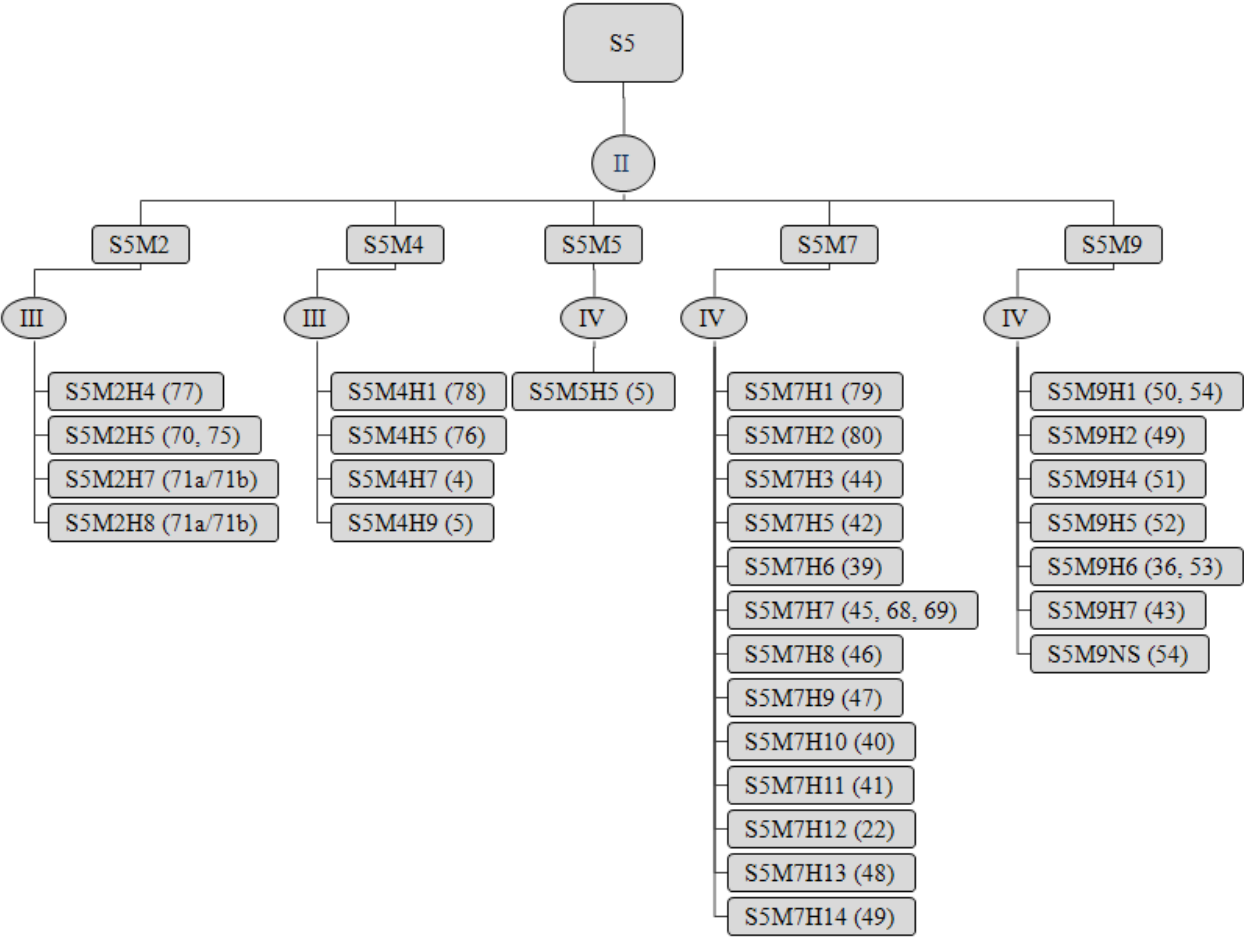 S5
II
S5M2
S5M4
S5M5
S5M7
S5M9
III
III
IV
IV
IV
S5M2H4 (77)
S5M2H5 (70, 75)
S5M2H7 (71a/71b)
S5M2H8 (71a/71b)
S5M4H1 (78)
S5M4H5 (76)
S5M4H7 (4)
S5M4H9 (5)
S5M5H5 (5)
S5M7H1 (79)
S5M7H2 (80)
S5M7H3 (44)
S5M7H5 (42)
S5M7H6 (39)
S5M7H7 (45, 68, 69)
S5M7H8 (46)
S5M7H9 (47)
S5M7H10 (40)
S5M7H11 (41)
S5M7H12 (22)
S5M7H13 (48)
S5M7H14 (49)
S5M9H1 (50, 54)
S5M9H2 (49)
S5M9H4 (51)
S5M9H5 (52)
S5M9H6 (36, 53)
S5M9H7 (43)
S5M9NS (54)